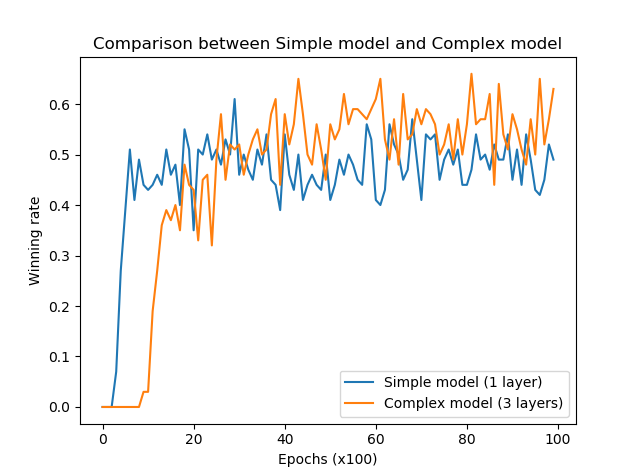 Comparison between Simple model and Complex model
Winning rate
0.6
0.5
0.4
0.3
0.2
0.1
0.0
Simple model (1 layer)
Complex model (3 layers)
0 20 40 60 80 100
Epochs (x100)